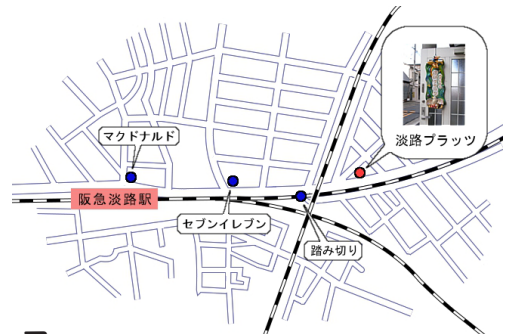 淡路プラッツ
マクドナルド
阪急淡路駅
セブンイレブン
踏み切り